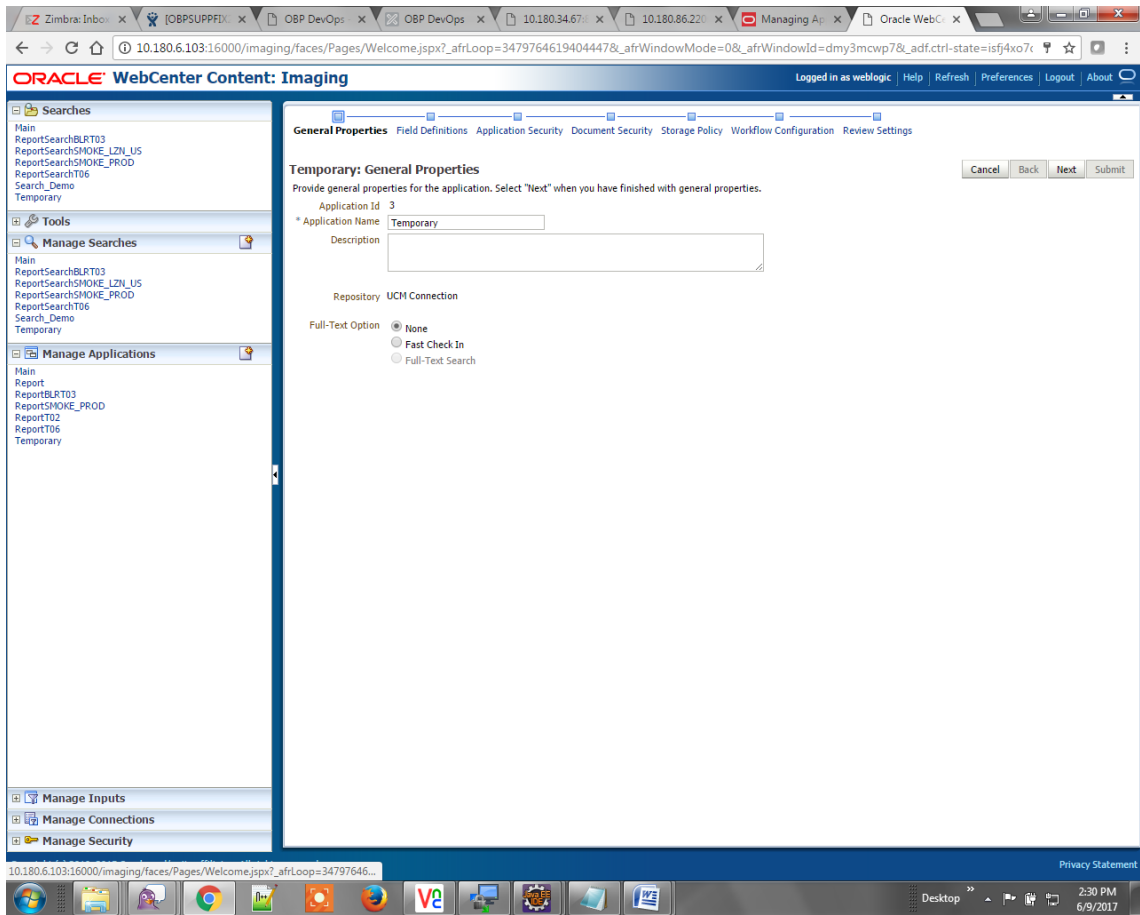 Zimbra: Inbox
[OBPSUPPFIX
OBP DevOps
OBP DevOps
10.180.34.67:
10.180.86.220
Managing Ap
Oracle WebCe
10.180.6.103:16000/imaging/faces/Pages/Welcome.jspx?_afrLoop=34797646194044447&_afrWindowMode=0&_afrWindowId=dmy3mcwp7&_adf.ctrl-state=isfj4xo7c
ORACLE WebCenter Content: Imaging
Logged in as weblogic Help Refresh Preferences Logout About
Searches
Main
ReportSearchBLRT03
ReportSearchSMOKE_LZN_US
ReportSearchSMOKE_PROD
ReportSearchT06
Search_Demo
Temporary
Tools
Manage Searches
Main
ReportSearchBLRT03
ReportSearchSMOKE_LZN_US
ReportSearchSMOKE_PROD
ReportSearchT06
Search_Demo
Temporary
Manage Applications
Main
Report
ReportBLRT03
ReportSMOKE_PROD
ReportT02
ReportT06
Temporary
Manage Inputs
Manage Connections
Manage Security
General Properties Field Definitions Application Security Document Security Storage Policy Workflow Configuration Review Settings
Temporary: General Properties
Cancel Back Next Submit
Provide general properties for the application. Select "Next" when you have finished with general properties.
Application Id 3
* Application Name Temporary
Description
Repository UCM Connection
Full-Text Option None
Fast Check In
Full-Text Search
Privacy Statement
10.180.6.103:16000/imaging/faces/Pages/Welcome.jspx?_afrLoop=34797646...
Desktop
2:30 PM
6/9/2017